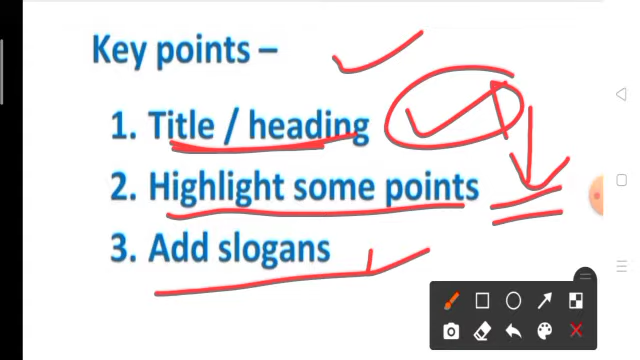 Key points –
1. Title / heading
2. Highlight some points
3. Add slogans